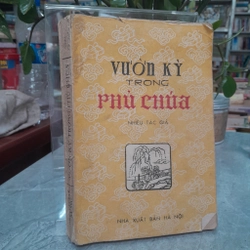 VƯỜN KỲ
TRONG
PHỦ CHÚA
NHIỀU TÁC GIẢ
NHÀ XUẤT BẢN HÀ NỘI